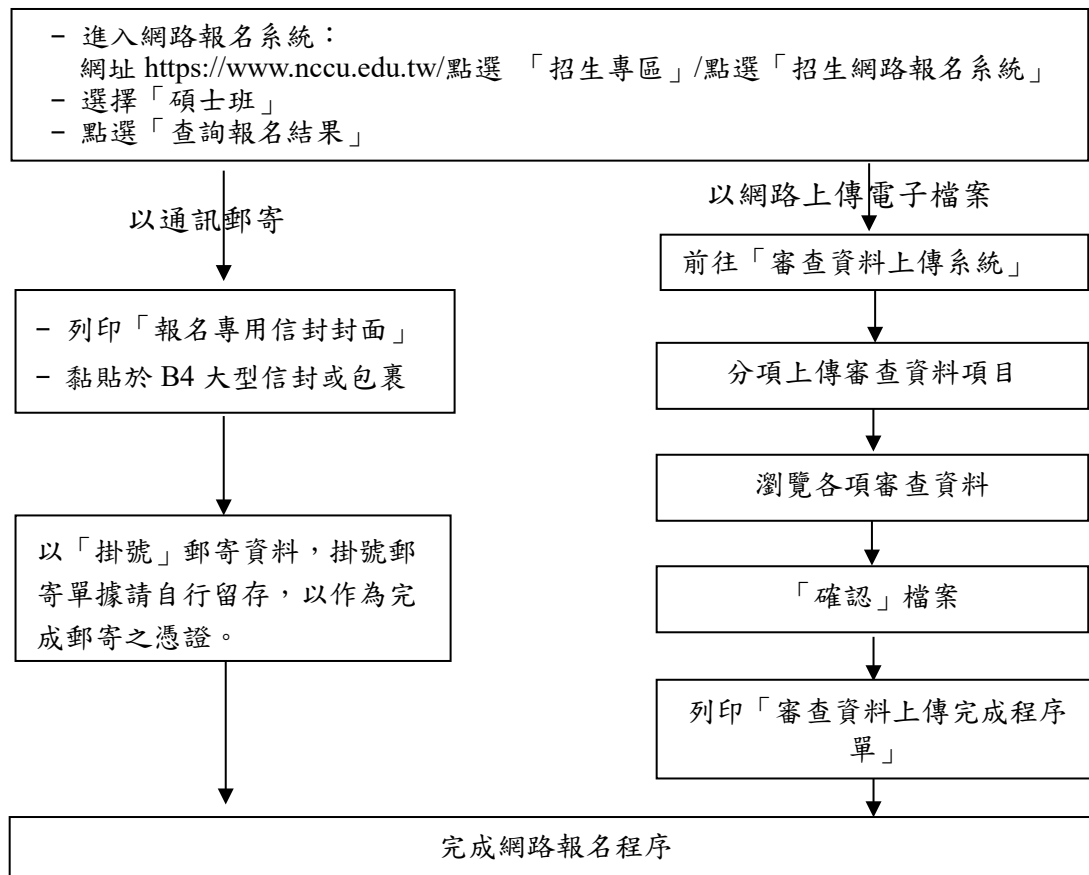 - 進入網路報名系統：
網址 https://www.nccu.edu.tw/點選 「招生專區」/點選「招生網路報名系統」
- 選擇「碩士班」
- 點選「查詢報名結果」
以通訊郵寄
- 列印「報名專用信封封面」
- 黏貼於 B4 大型信封或包裹
以「掛號」郵寄資料，掛號郵
寄單據請自行留存，以作為完
成郵寄之憑證。
以網路上傳電子檔案
前往「審查資料上傳系統」
分項上傳審查資料項目
瀏覽各項審查資料
「確認」檔案
列印「審查資料上傳完成程序
單」
完成網路報名程序